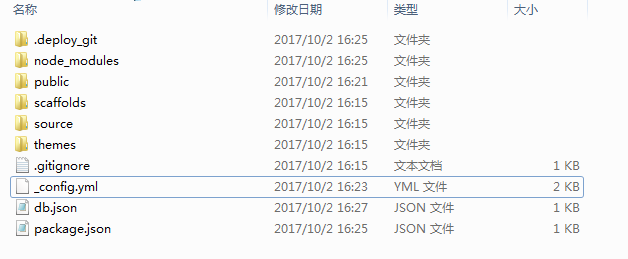 名称 修改日期 类型 大小
.deploy_git 2017/10/2 16:25 文件夹
node_modules 2017/10/2 16:25 文件夹
public 2017/10/2 16:21 文件夹
scaffolds 2017/10/2 16:15 文件夹
source 2017/10/2 16:15 文件夹
themes 2017/10/2 16:15 文件夹
.gitignore 2017/10/2 16:15 文本文档 1 KB
_config.yml 2017/10/2 16:23 YML 文件 2 KB
db.json 2017/10/2 16:27 JSON 文件 1 KB
package.json 2017/10/2 16:25 JSON 文件 1 KB